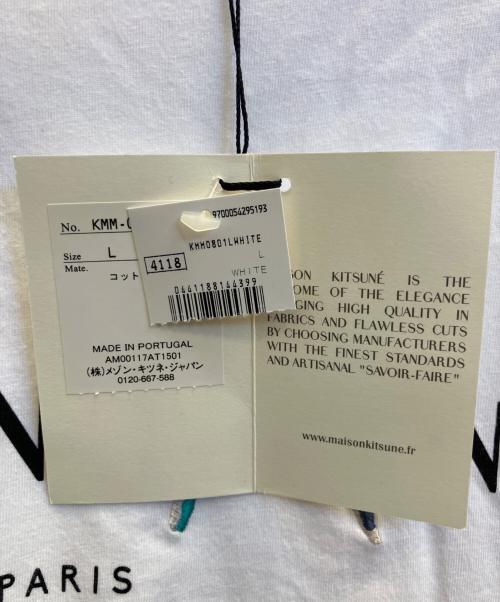 No. KMM-0
Size L
Mate.
コット
MADE IN PORTUGAL
AM00117AT1501
(株)メゾン・キツネ・ジャパン
0120-667-588
9700054295193
KMM0801LWHITE
4118
L
WHITE
0441188144399
SON KITSUNÉ IS THE
OME OF THE ELEGANCE
GING HIGH QUALITY IN
FABRICS AND FLAWLESS CUTS
BY CHOOSING MANUFACTURERS
WITH THE FINEST STANDARDS
AND ARTISANAL "SAVOIR-FAIRE"
www.maisonkitsune.fr
PARIS